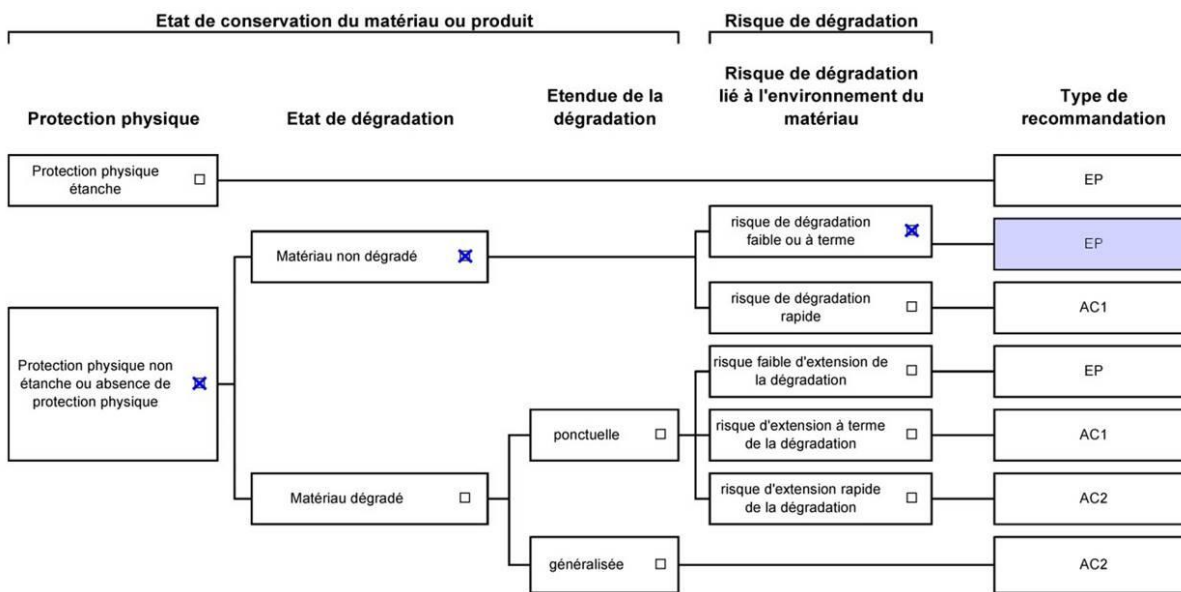 Etat de conservation du matériau ou produit
Risque de dégradation
Protection physique
Etat de dégradation
Etendue de la
dégradation
Risque de dégradation
lié à l'environnement du
matériau
Type de
recommandation
Protection physique
étanche
EP
risque de dégradation
faible ou à terme
EP
Matériau non dégradé
risque de dégradation
rapide
AC1
Protection physique non
étanche ou absence de
protection physique
risque faible d'extension de
la dégradation
EP
ponctuelle
risque d'extension à terme
de la dégradation
AC1
Matériau dégradé
risque d'extension rapide
de la dégradation
AC2
généralisée
AC2